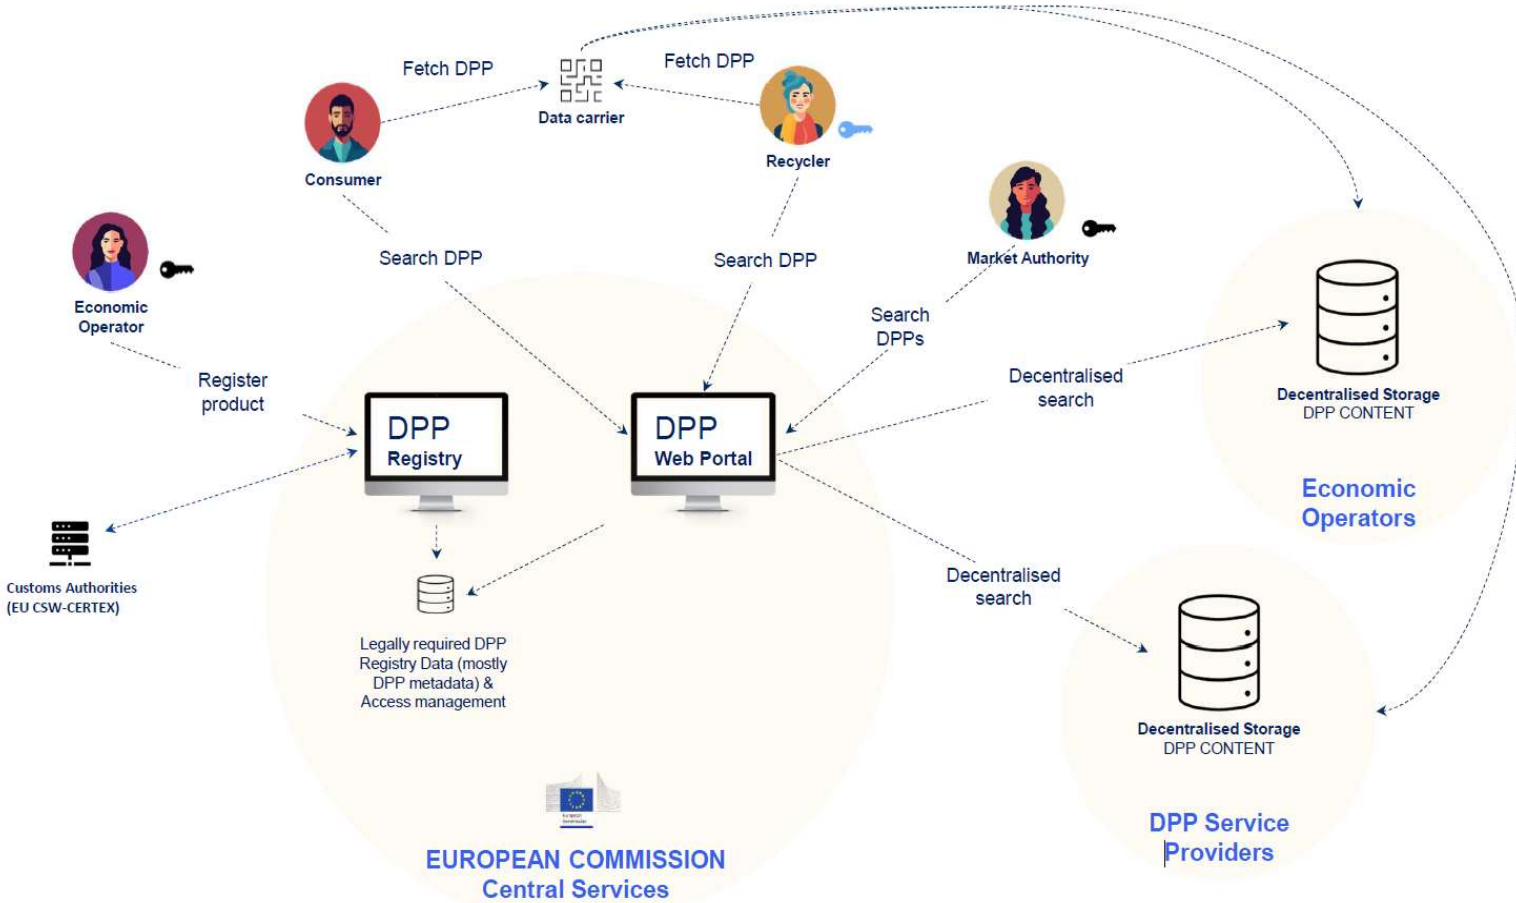 Fetch DPP
Fetch DPP
Data carrier
Consumer
Recycler
Market Authority
Economic
Operator
Search DPP
Search DPP
Search
DPPs
Register
product
Decentralised
search
DPP
Registry
DPP
Web Portal
Decentralised Storage
DPP CONTENT
Economic
Operators
Customs Authorities
(EU CSW-CERTEX)
Decentralised
search
Legally required DPP
Registry Data (mostly
DPP metadata) &
Access management
Decentralised Storage
DPP CONTENT
DPP Service
Providers
European
Commission
EUROPEAN COMMISSION
Central Services